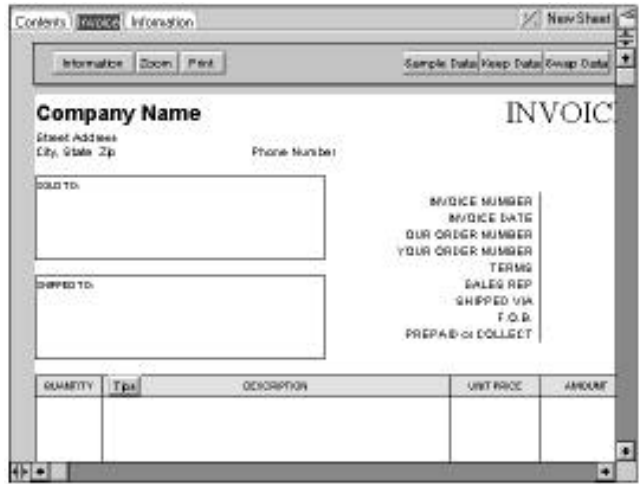 Contents Invoice Information New Sheet
Information Zoom Print Sample Data Keep Data Swap Data
Company Name INVOIC
Street Address
City, State Zip Phone Number
SOLD TO:
INVOICE NUMBER
INVOICE DATE
OUR ORDER NUMBER
YOUR ORDER NUMBER
TERMS
SALES REP
SHIPPED TO:
SHIPPED VIA
F.O.B.
PREPAID or COLLECT
QUANTITY Tips DESCRIPTION UNIT PRICE AMOUNT